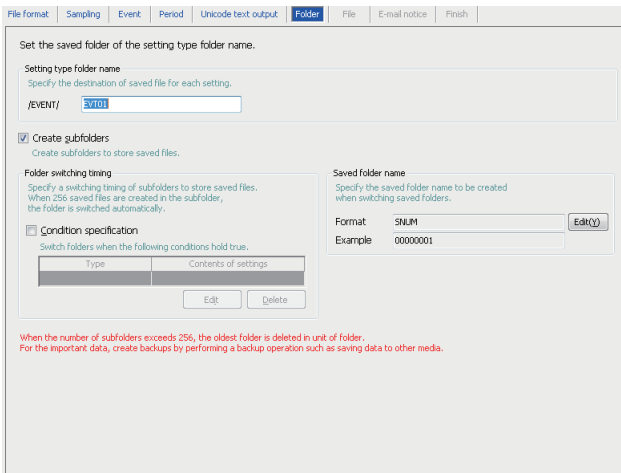 File format Sampling Event Period Unicode text output Folder File E-mail notice Finish
Set the saved folder of the setting type folder name.
Setting type folder name
Specify the destination of saved file for each setting.
/EVENT/ EVT01
Create subfolders
Create subfolders to store saved files.
Folder switching timing
Specify a switching timing of subfolders to store saved files.
When 256 saved files are created in the subfolder,
the folder is switched automatically.
Condition specification
Switch folders when the following conditions hold true.
Type Contents of settings
Edit Delete
Saved folder name
Specify the saved folder name to be created
when switching saved folders.
Format SNUM Edit(Y)
Example 00000001
When the number of subfolders exceeds 256, the oldest folder is deleted in unit of folder.
For the important data, create backups by performing a backup operation such as saving data to other media.